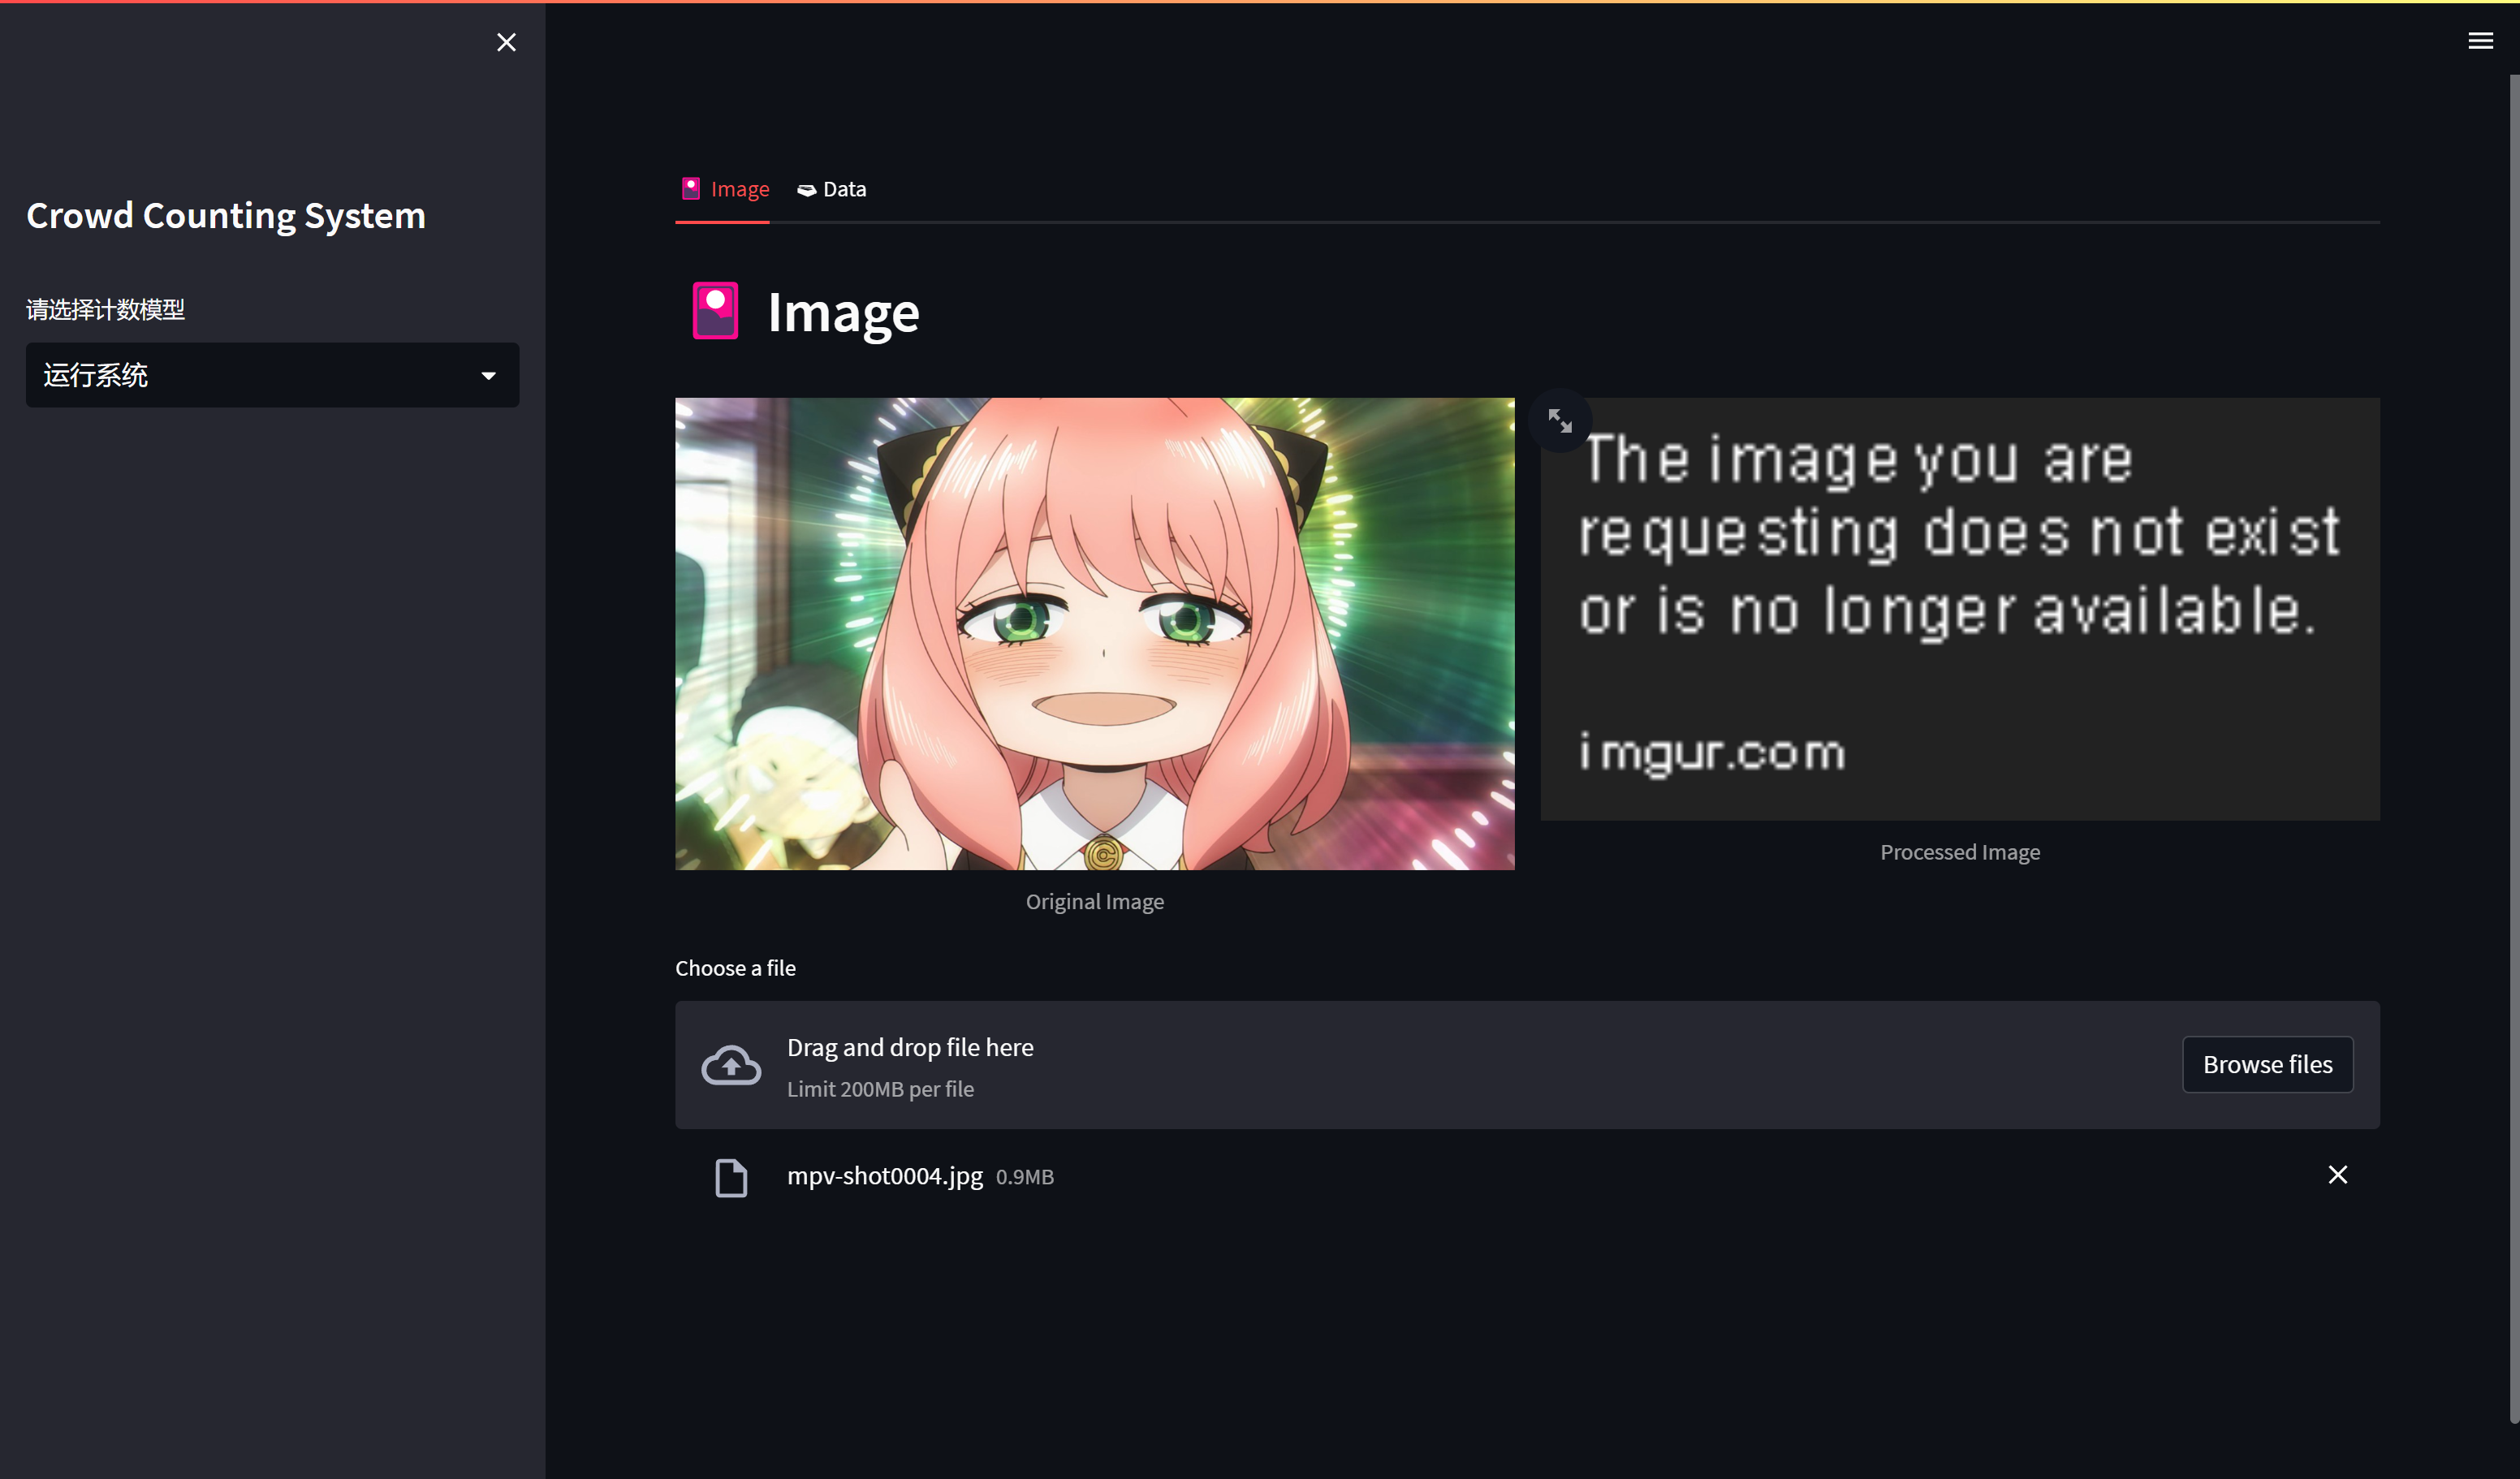 Crowd Counting System
请选择计数模型
运行系统
Image
Data
Image
The image you are
requesting does not exist
or is no longer available.
imgur.com
Original Image
Processed Image
Choose a file
Drag and drop file here
Limit 200MB per file
Browse files
mpv-shot0004.jpg 0.9MB